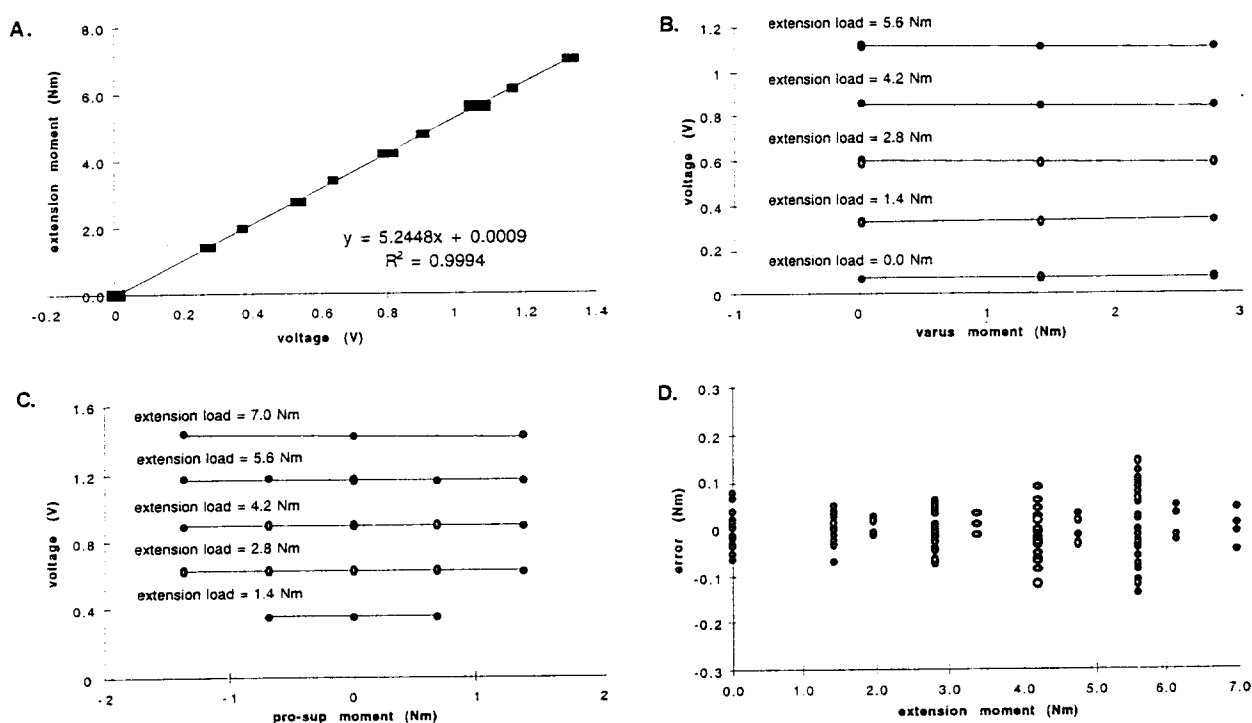 A.
8.0
6.0
4.0
2.0
0.0
extension moment (Nm)
y = 5.2448x + 0.0009
R² = 0.9994
-0.2 0 0.2 0.4 0.6 0.8 1 1.2 1.4
voltage (V)
B.
1.2
1
0.8
0.6
0.4
0.2
0
voltage (V)
extension load = 5.6 Nm
extension load = 4.2 Nm
extension load = 2.8 Nm
extension load = 1.4 Nm
extension load = 0.0 Nm
-1 0 1 2 3
varus moment (Nm)
C.
1.6
1.2
0.8
0.4
0
voltage (V)
extension load = 7.0 Nm
extension load = 5.6 Nm
extension load = 4.2 Nm
extension load = 2.8 Nm
extension load = 1.4 Nm
-2 -1 0 1 2
pro-sup moment (Nm)
D.
0.3
0.2
0.1
0
-0.1
-0.2
-0.3
error (Nm)
0.0 1.0 2.0 3.0 4.0 5.0 6.0 7.0
extension moment (Nm)